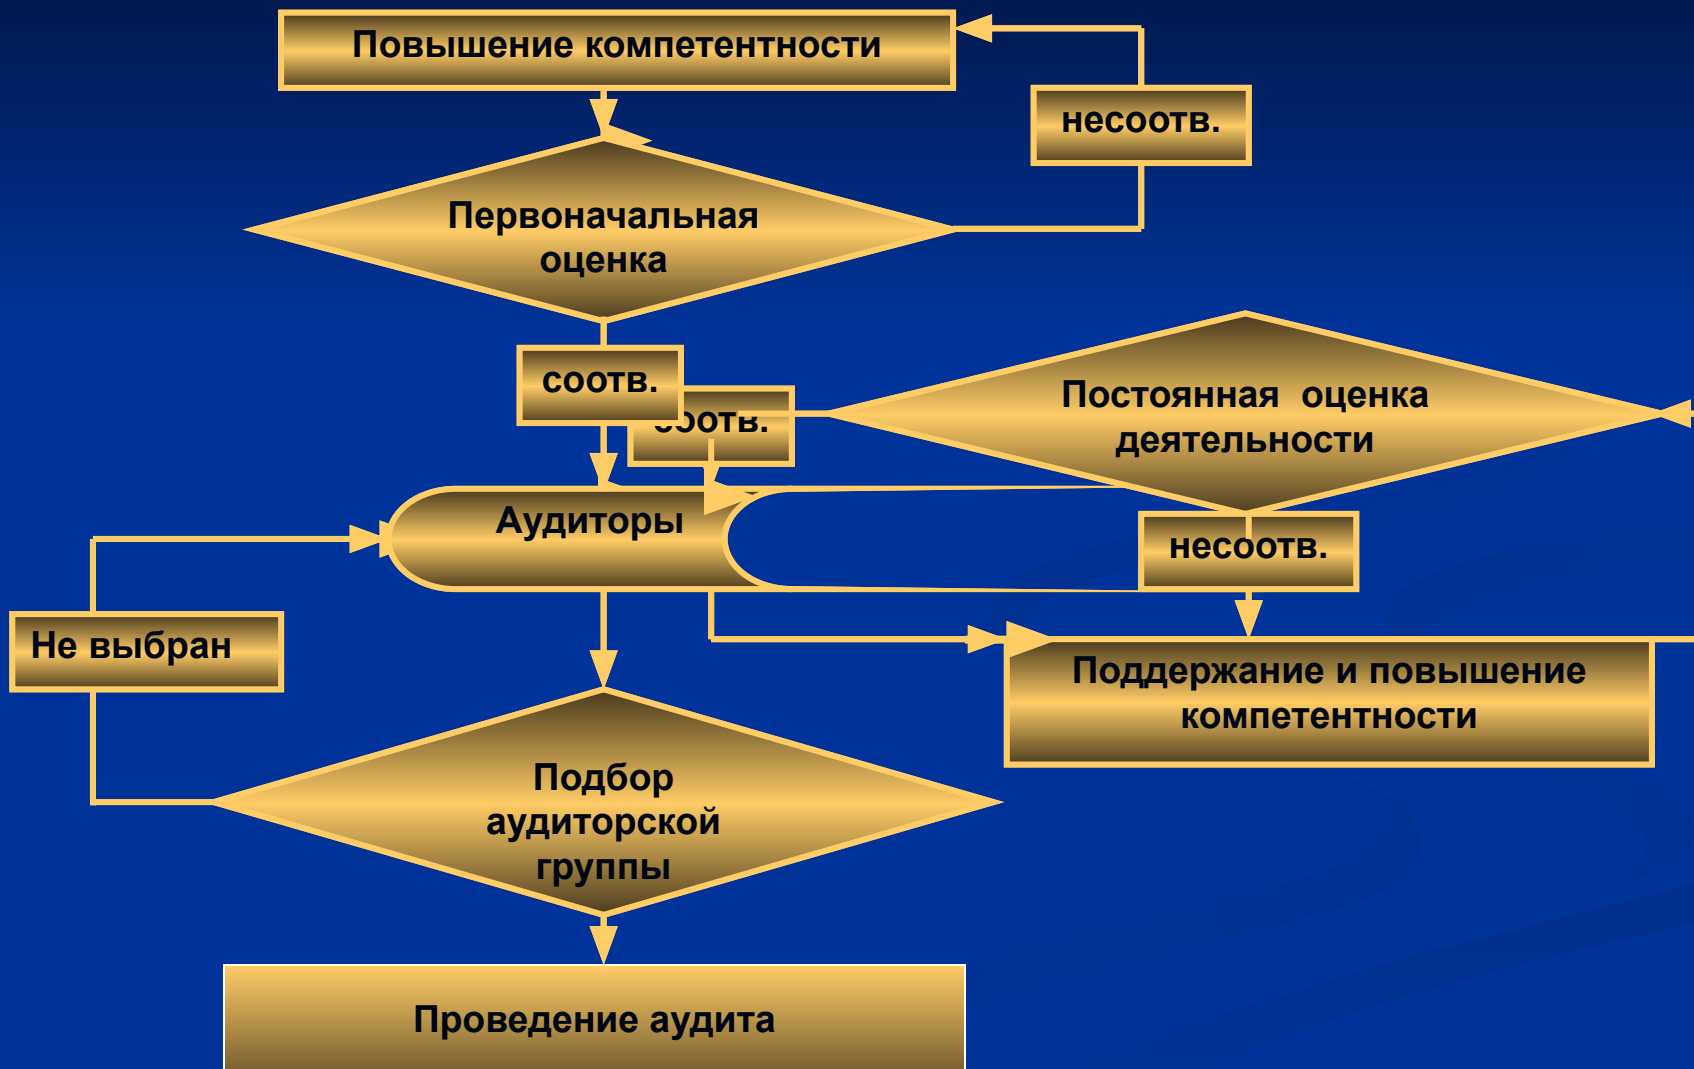 Повышение компетентности
несоотв.
Первоначальная
оценка
соотв.
соотв.
Постоянная оценка
деятельности
Аудиторы
несоотв.
Не выбран
Поддержание и повышение
компетентности
Подбор
аудиторской
группы
Проведение аудита